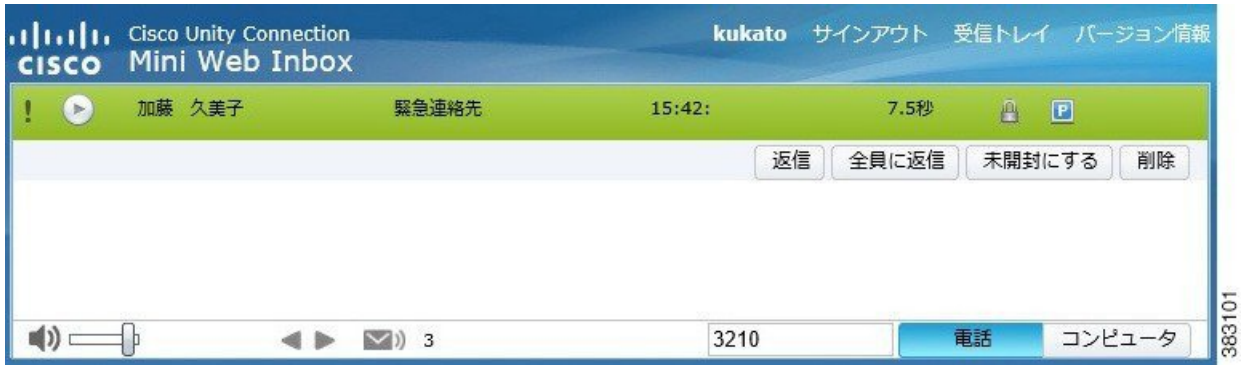 Cisco Unity Connection
CISCO Mini Web Inbox
kukato サインアウト 受信トレイ バージョン情報
! 加藤 久美子 緊急連絡先 15:42: 7.5秒 P
返信 全員に返信 未開封にする 削除
3 3210 電話 コンピュータ
383101